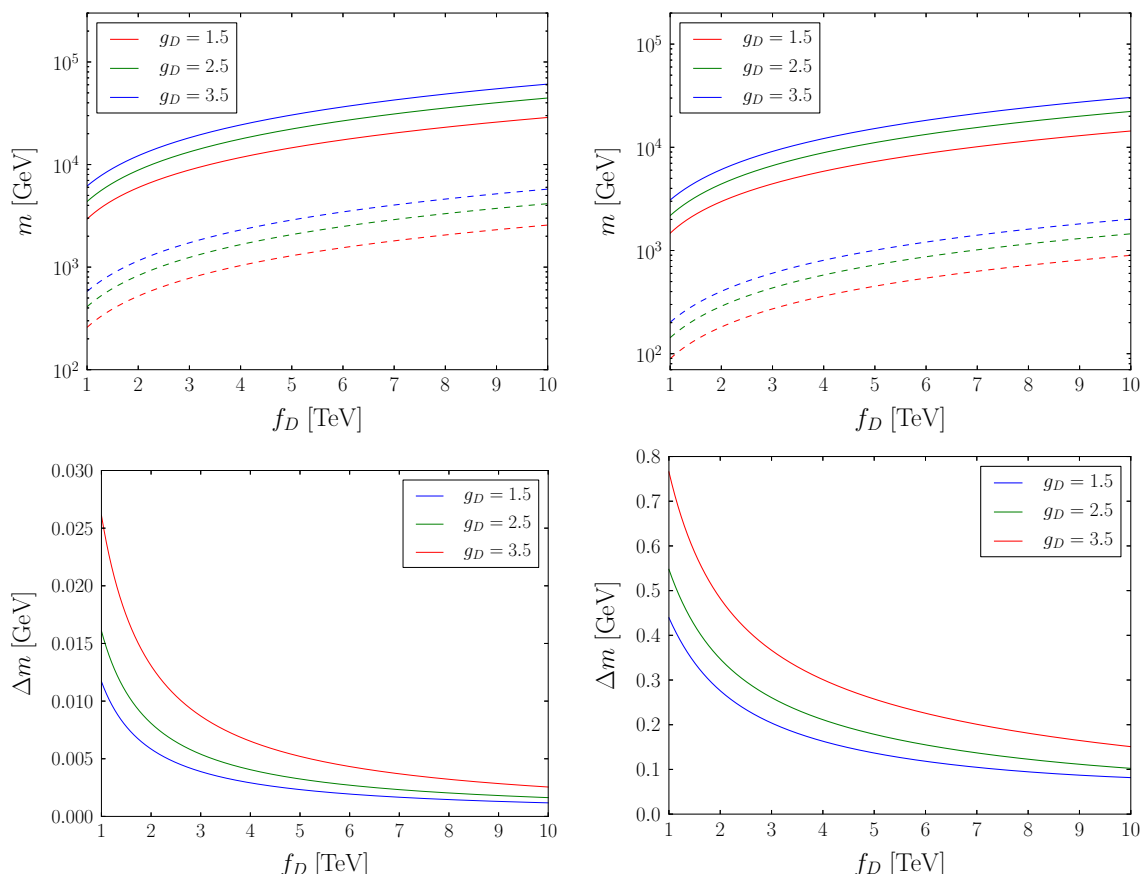 g_D = 1.5
g_D = 2.5
g_D = 3.5
10^5
10^4
10^3
10^2
m [GeV]
1 2 3 4 5 6 7 8 9 10
f_D [TeV]
g_D = 1.5
g_D = 2.5
g_D = 3.5
10^5
10^4
10^3
10^2
m [GeV]
1 2 3 4 5 6 7 8 9 10
f_D [TeV]
g_D = 1.5
g_D = 2.5
g_D = 3.5
0.030
0.025
0.020
0.015
0.010
0.005
0.000
Δm [GeV]
1 2 3 4 5 6 7 8 9 10
f_D [TeV]
g_D = 1.5
g_D = 2.5
g_D = 3.5
0.8
0.7
0.6
0.5
0.4
0.3
0.2
0.1
0.0
Δm [GeV]
1 2 3 4 5 6 7 8 9 10
f_D [TeV]